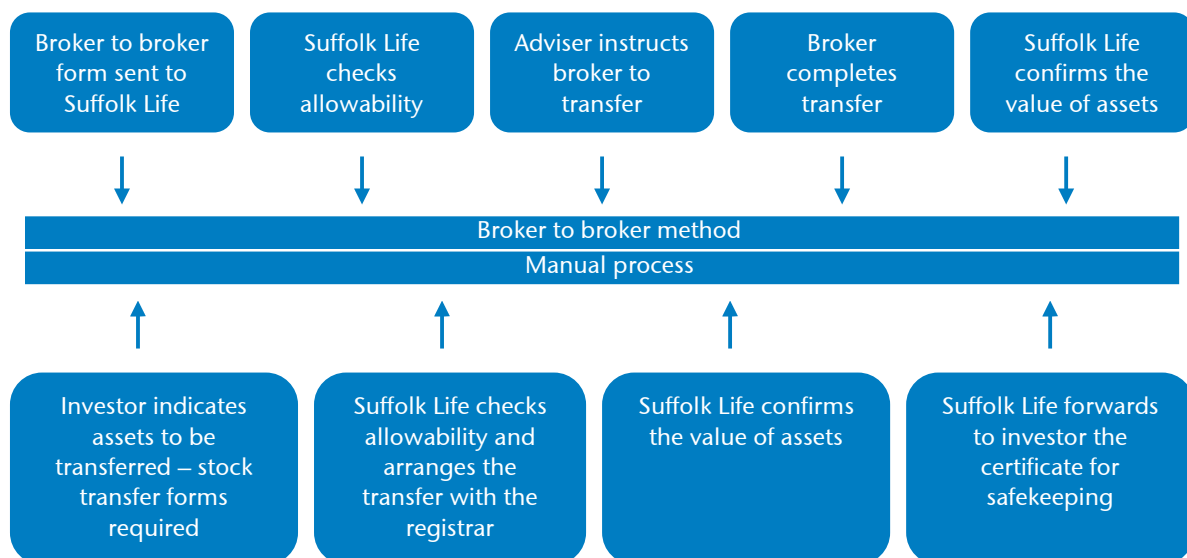 Broker to broker
form sent to
Suffolk Life
Suffolk Life
checks
allowability
Adviser instructs
broker to
transfer
Broker
completes
transfer
Suffolk Life
confirms the
value of assets
Broker to broker method
Manual process
Investor indicates
assets to be
transferred – stock
transfer forms
required
Suffolk Life checks
allowability and
arranges the
transfer with the
registrar
Suffolk Life confirms
the value of assets
Suffolk Life forwards
to investor the
certificate for
safekeeping